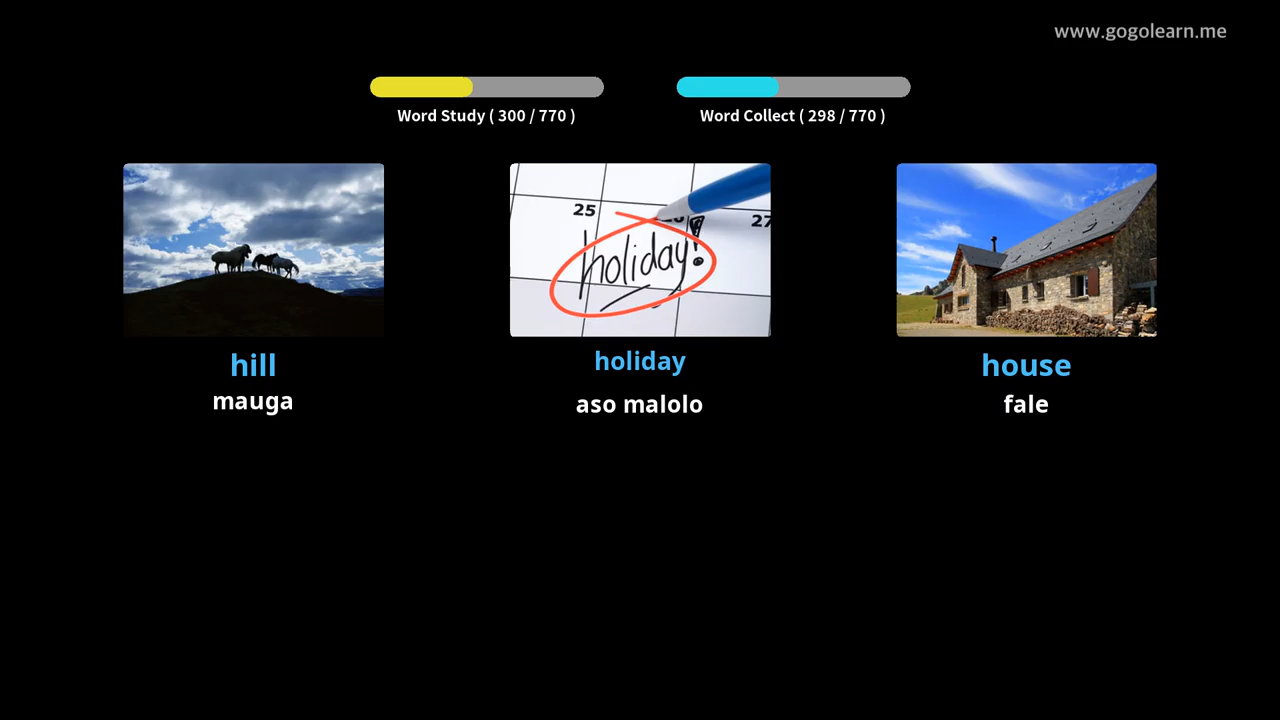 www.gogolearn.me
Word Study ( 300 / 770 )
Word Collect ( 298 / 770 )
25
27
holiday!
hill
holiday
house
mauga
aso malolo
fale